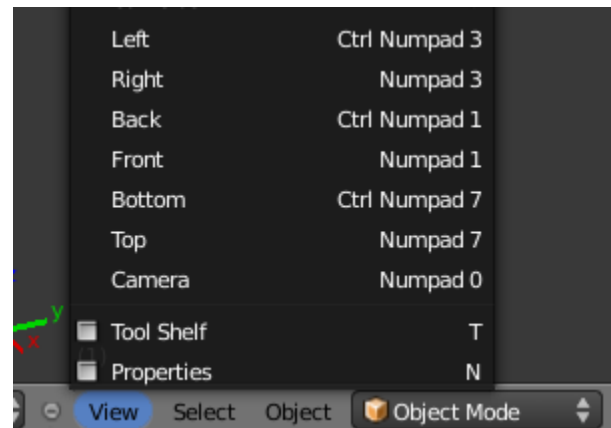 Left Ctrl Numpad 3
Right Numpad 3
Back Ctrl Numpad 1
Front Numpad 1
Bottom Ctrl Numpad 7
Top Numpad 7
Camera Numpad 0
y
x
Tool Shelf T
(1)
Properties N
View Select Object Object Mode